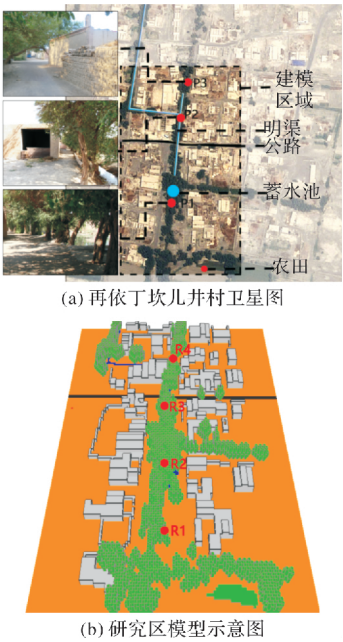 P3
建模
区域
P2
明渠
公路
蓄水池
P1
农田
(a) 再依丁坎儿井村卫星图
R4
R3
R2
R1
(b) 研究区模型示意图